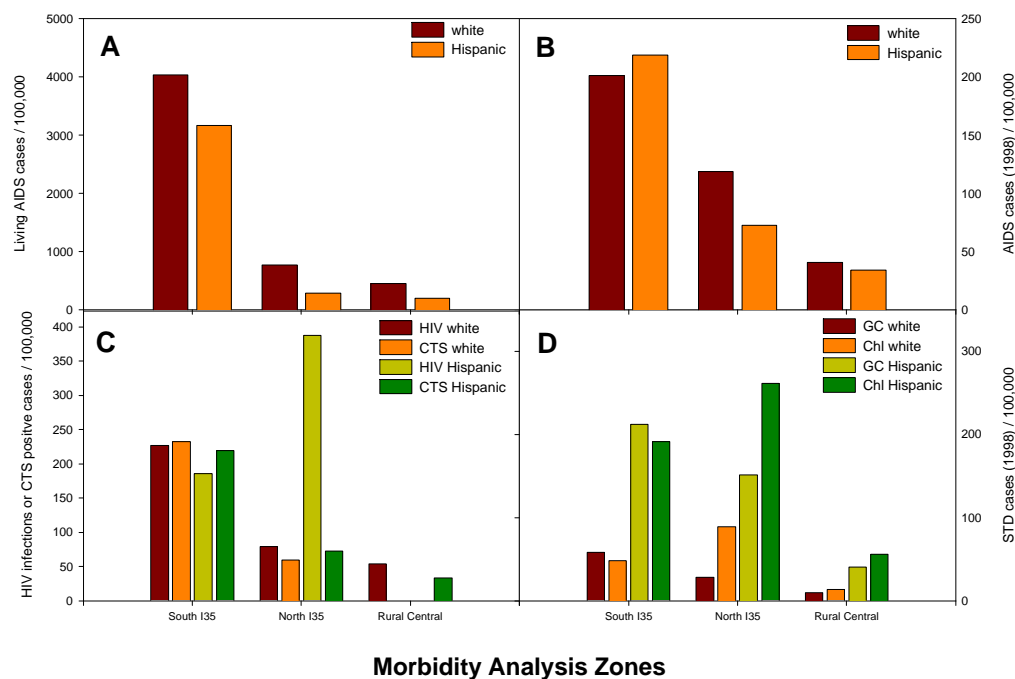 A
white
Hispanic
Living AIDS cases / 100,000
5000
4000
3000
2000
1000
0
B
white
Hispanic
250
200
150
100
50
0
AIDS cases (1998) / 100,000
C
HIV white
CTS white
HIV Hispanic
CTS Hispanic
HIV infections or CTS positve cases / 100,000
400
350
300
250
200
150
100
50
0
South I35
North I35
Rural Central
D
GC white
Chl white
GC Hispanic
Chl Hispanic
300
200
100
0
STD cases (1998) / 100,000
South I35
North I35
Rural Central
Morbidity Analysis Zones